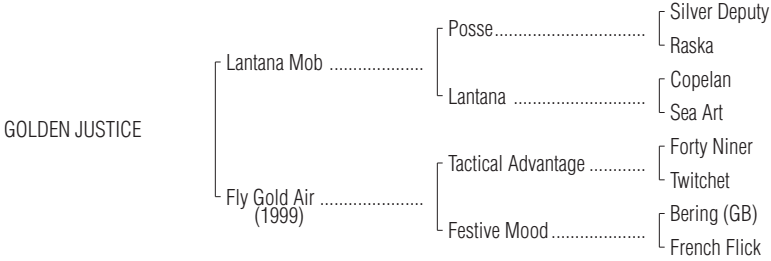 Silver Deputy
Posse..............................
Raska
Lantana Mob ...................
Copelan
Lantana ..........................
Sea Art
GOLDEN JUSTICE
Forty Niner
Tactical Advantage ...........
Twitchet
Fly Gold Air .....................
(1999)
Bering (GB)
Festive Mood...................
French Flick